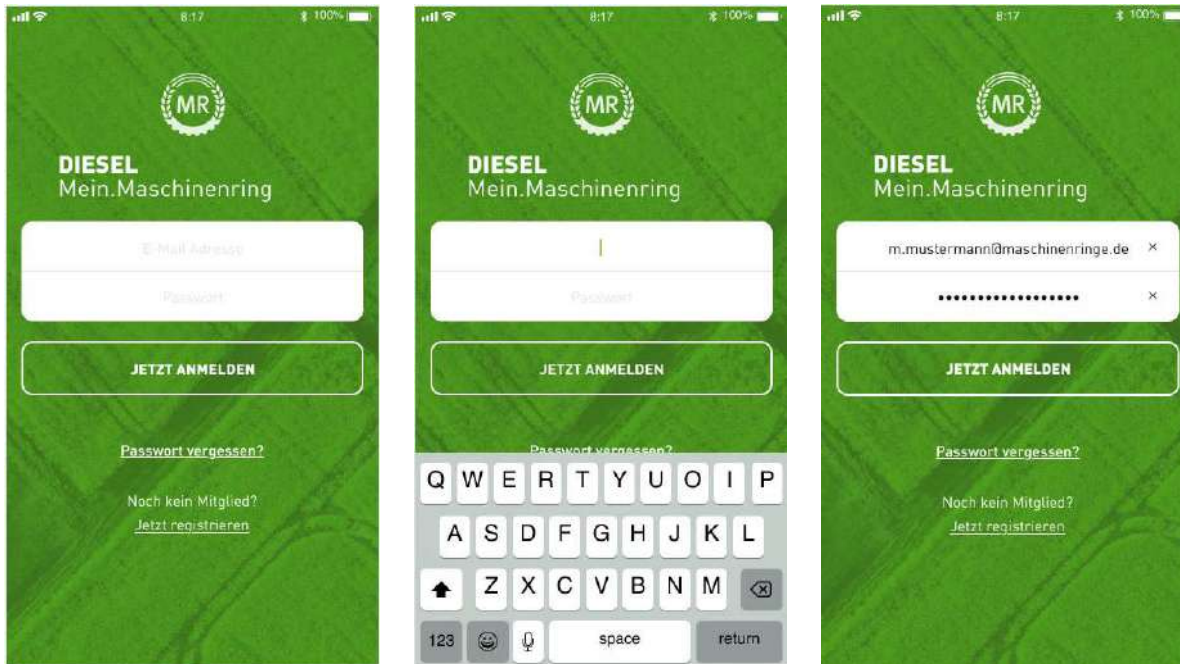 8:17
100%
MR
DIESEL
Mein.Maschinenring
E-Mail Adresse
Passwort
JETZT ANMELDEN
Passwort vergessen?
Noch kein Mitglied?
Jetzt registrieren
8:17
100%
MR
DIESEL
Mein.Maschinenring
Passwort
JETZT ANMELDEN
Passwort vergessen?
Q W E R T Y U O I P
A S D F G H J K L
Z X C V B N M
123 space return
8:17
100%
MR
DIESEL
Mein.Maschinenring
m.mustermann@maschinenringe.de ×
•••••••••••••••••• ×
JETZT ANMELDEN
Passwort vergessen?
Noch kein Mitglied?
Jetzt registrieren